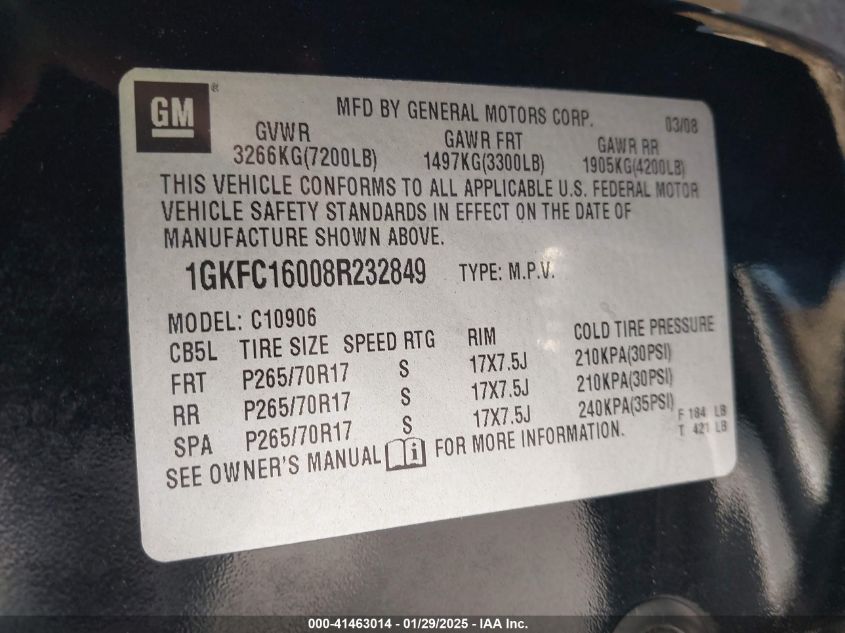 GM ®
MFD BY GENERAL MOTORS CORP. 03/08
GVWR GAWR FRT GAWR RR
3266KG(7200LB) 1497KG(3300LB) 1905KG(4200LB)
THIS VEHICLE CONFORMS TO ALL APPLICABLE U.S. FEDERAL MOTOR
VEHICLE SAFETY STANDARDS IN EFFECT ON THE DATE OF
MANUFACTURE SHOWN ABOVE.
1GKFC16008R232849 TYPE: M.P.V.
MODEL: C10906
CB5L TIRE SIZE SPEED RTG RIM COLD TIRE PRESSURE
FRT P265/70R17 S 17X7.5J 210KPA(30PSI)
RR P265/70R17 S 17X7.5J 210KPA(30PSI)
SPA P265/70R17 S 17X7.5J 240KPA(35PSI)
F 184 LB
T 421 LB
SEE OWNER'S MANUAL i FOR MORE INFORMATION.
000-41463014 - 01/29/2025 - IAA Inc.